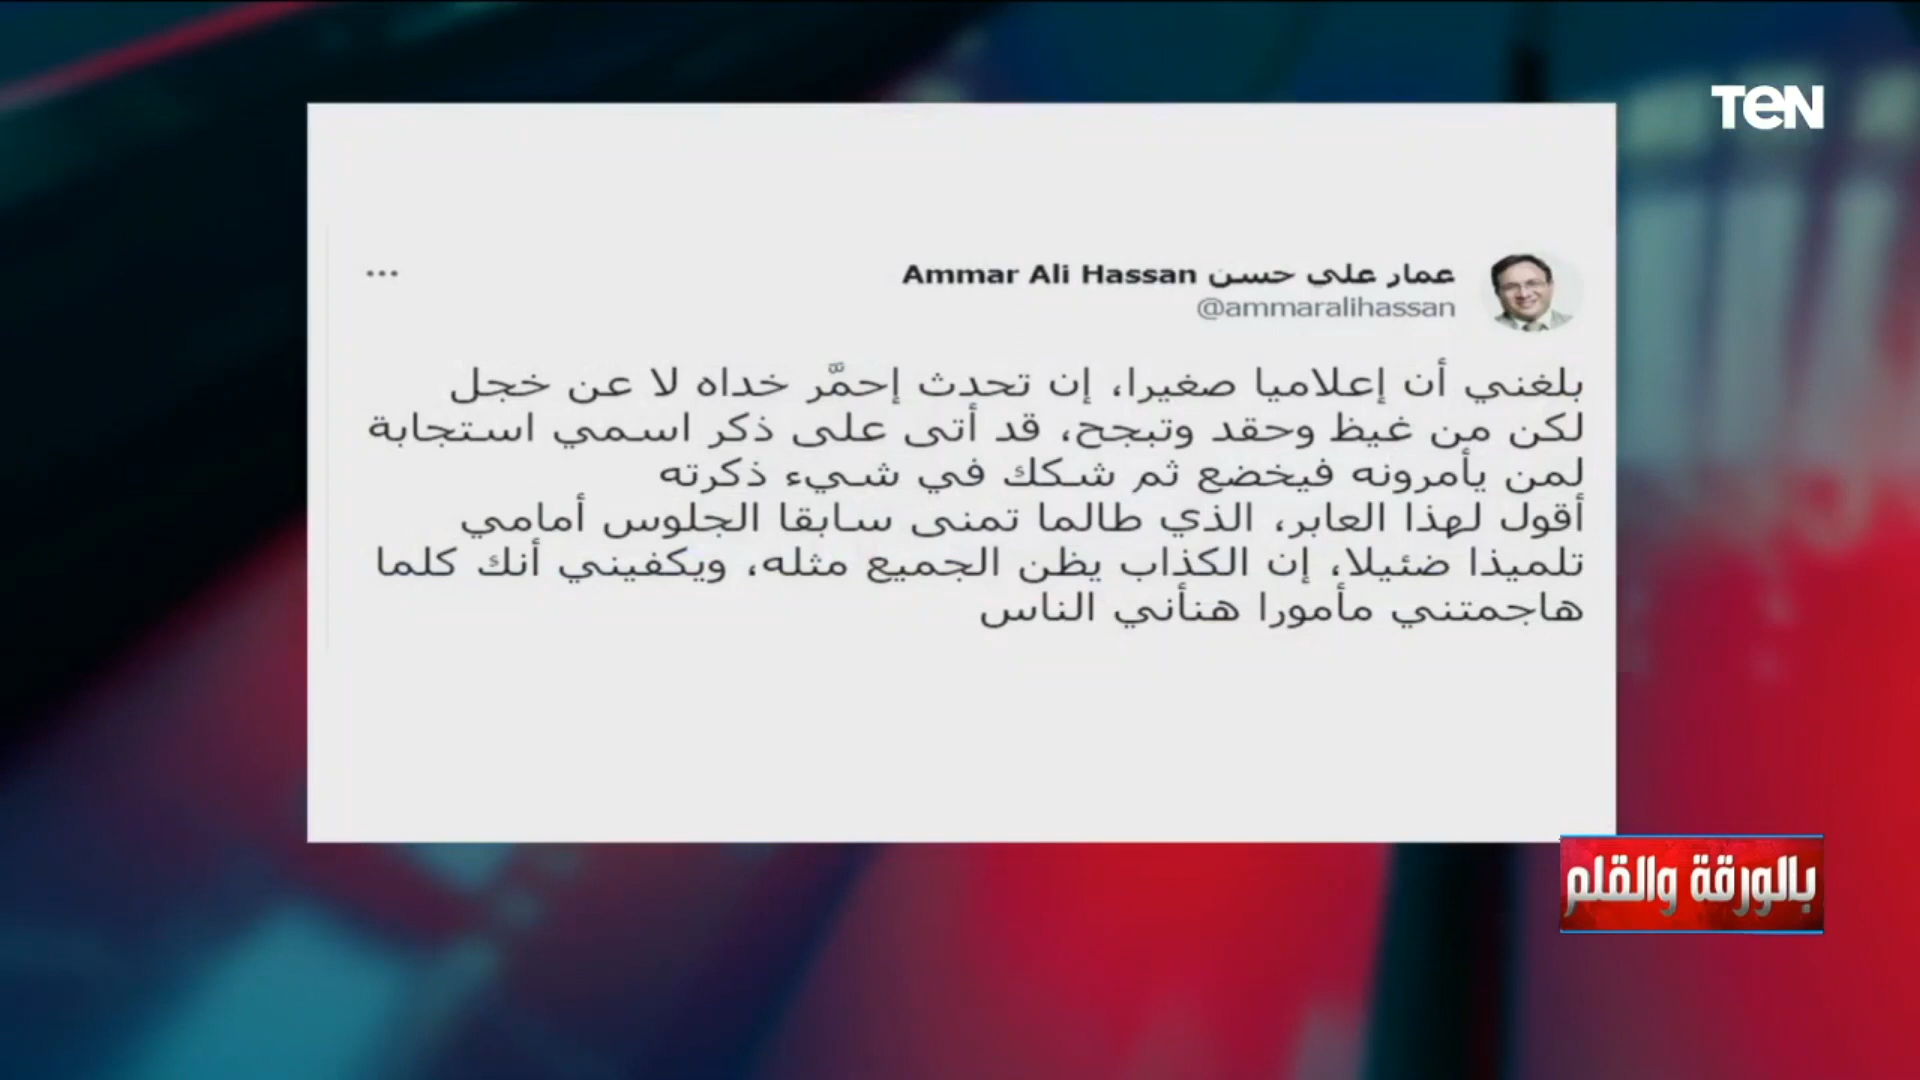 TeN
عمار علي حسن Ammar Ali Hassan
@ammaralihassan
بلغني أن إعلاميا صغيرا، إن تحدث إحمَّر خداه لا عن خجل
لكن من غيظ وحقد وتبجح، قد أتى على ذكر اسمي استجابة
لمن يأمرونه فيخضع ثم شكك في شيء ذكرته
أقول لهذا العابر، الذي طالما تمنى سابقا الجلوس أمامي
تلميذا ضئيلا، إن الكذاب يظن الجميع مثله، ويكفيني أنك كلما
هاجمتني مأمورا هنأني الناس
بالورقة والقلم